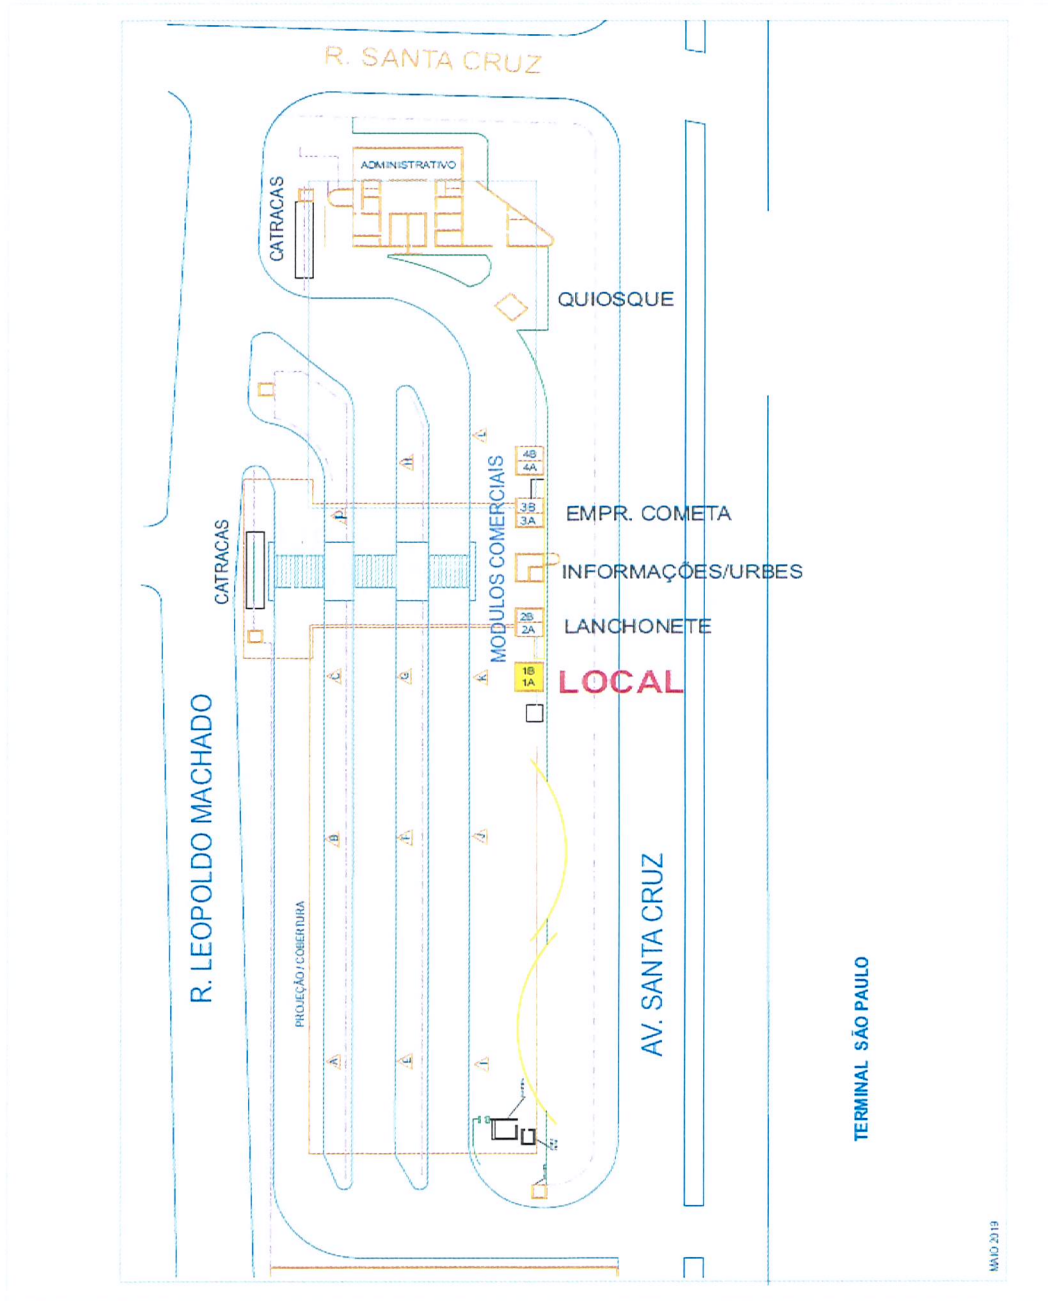 R. SANTA CRUZ
ADMINISTRATIVO
CATRACAS
QUIOSQUE
L
H
4B
4A
MODULOS COMERCIAIS
D
3B
3A
EMPR. COMETA
CATRACAS
INFORMAÇÕES/URBES
2B
2A
LANCHONETE
C
G
K
1B
1A
LOCAL
R. LEOPOLDO MACHADO
B
F
J
PROJEÇÃO / COBERTURA
AV. SANTA CRUZ
A
E
I
TERMINAL SÃO PAULO
MAIO 2019